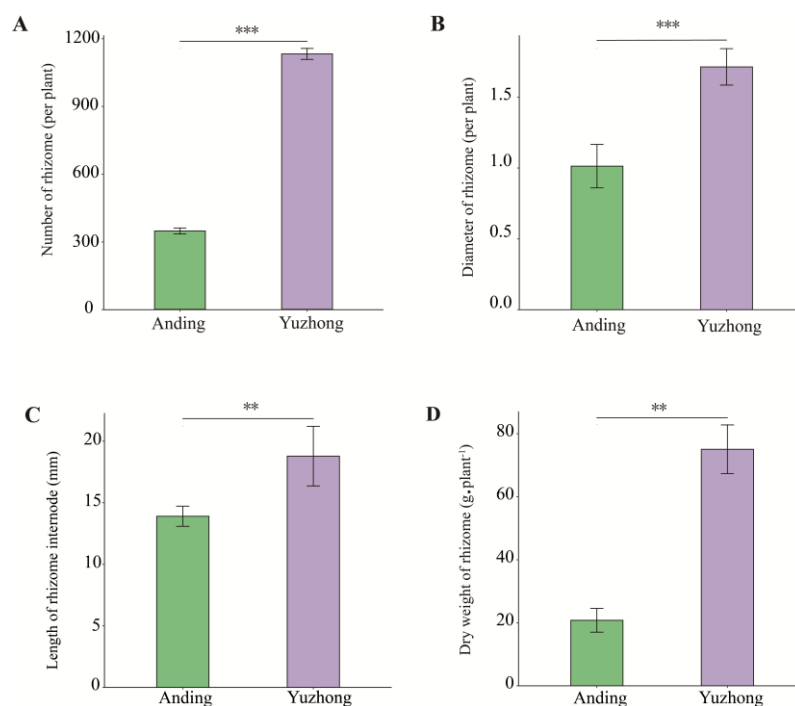 A
Number of rhizome (per plant)
1200
900
600
300
0
***
Anding
Yuzhong
B
Diameter of rhizome (per plant)
1.5
1.0
0.5
0.0
***
Anding
Yuzhong
C
Length of rhizome internode (mm)
20
15
10
5
0
**
Anding
Yuzhong
D
Dry weight of rhizome (g•plant⁻¹)
80
60
40
20
0
**
Anding
Yuzhong